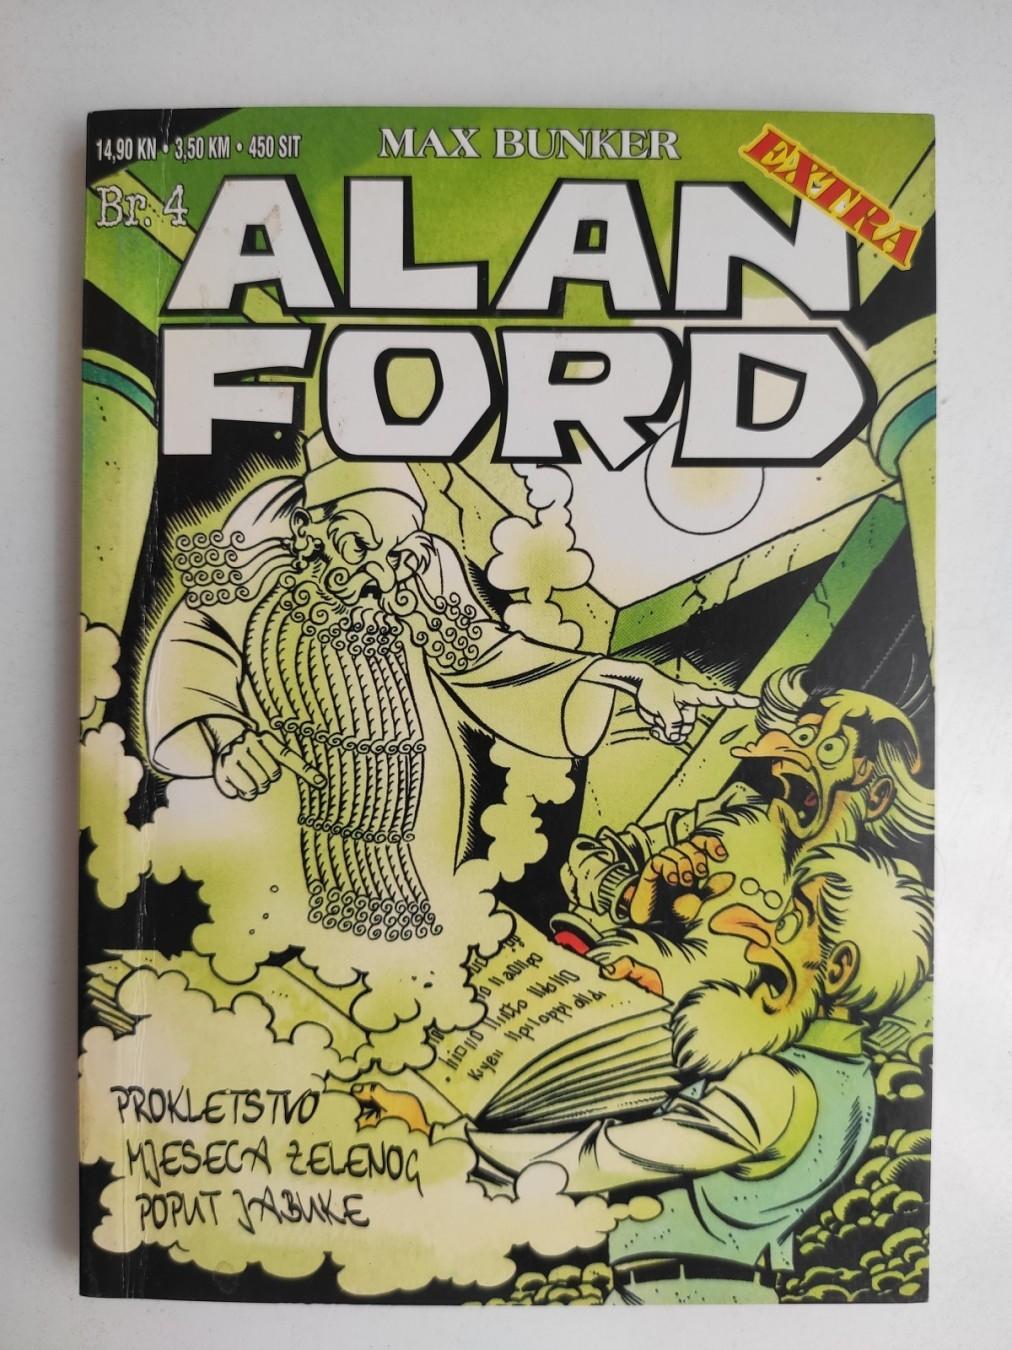 14,90 KN • 3,50 KM • 450 SIT
MAX BUNKER
EXTRA
Br. 4
ALAN
FORD
PROKLETSTVO
MJESECA ZELENOG
POPUT JABUKE